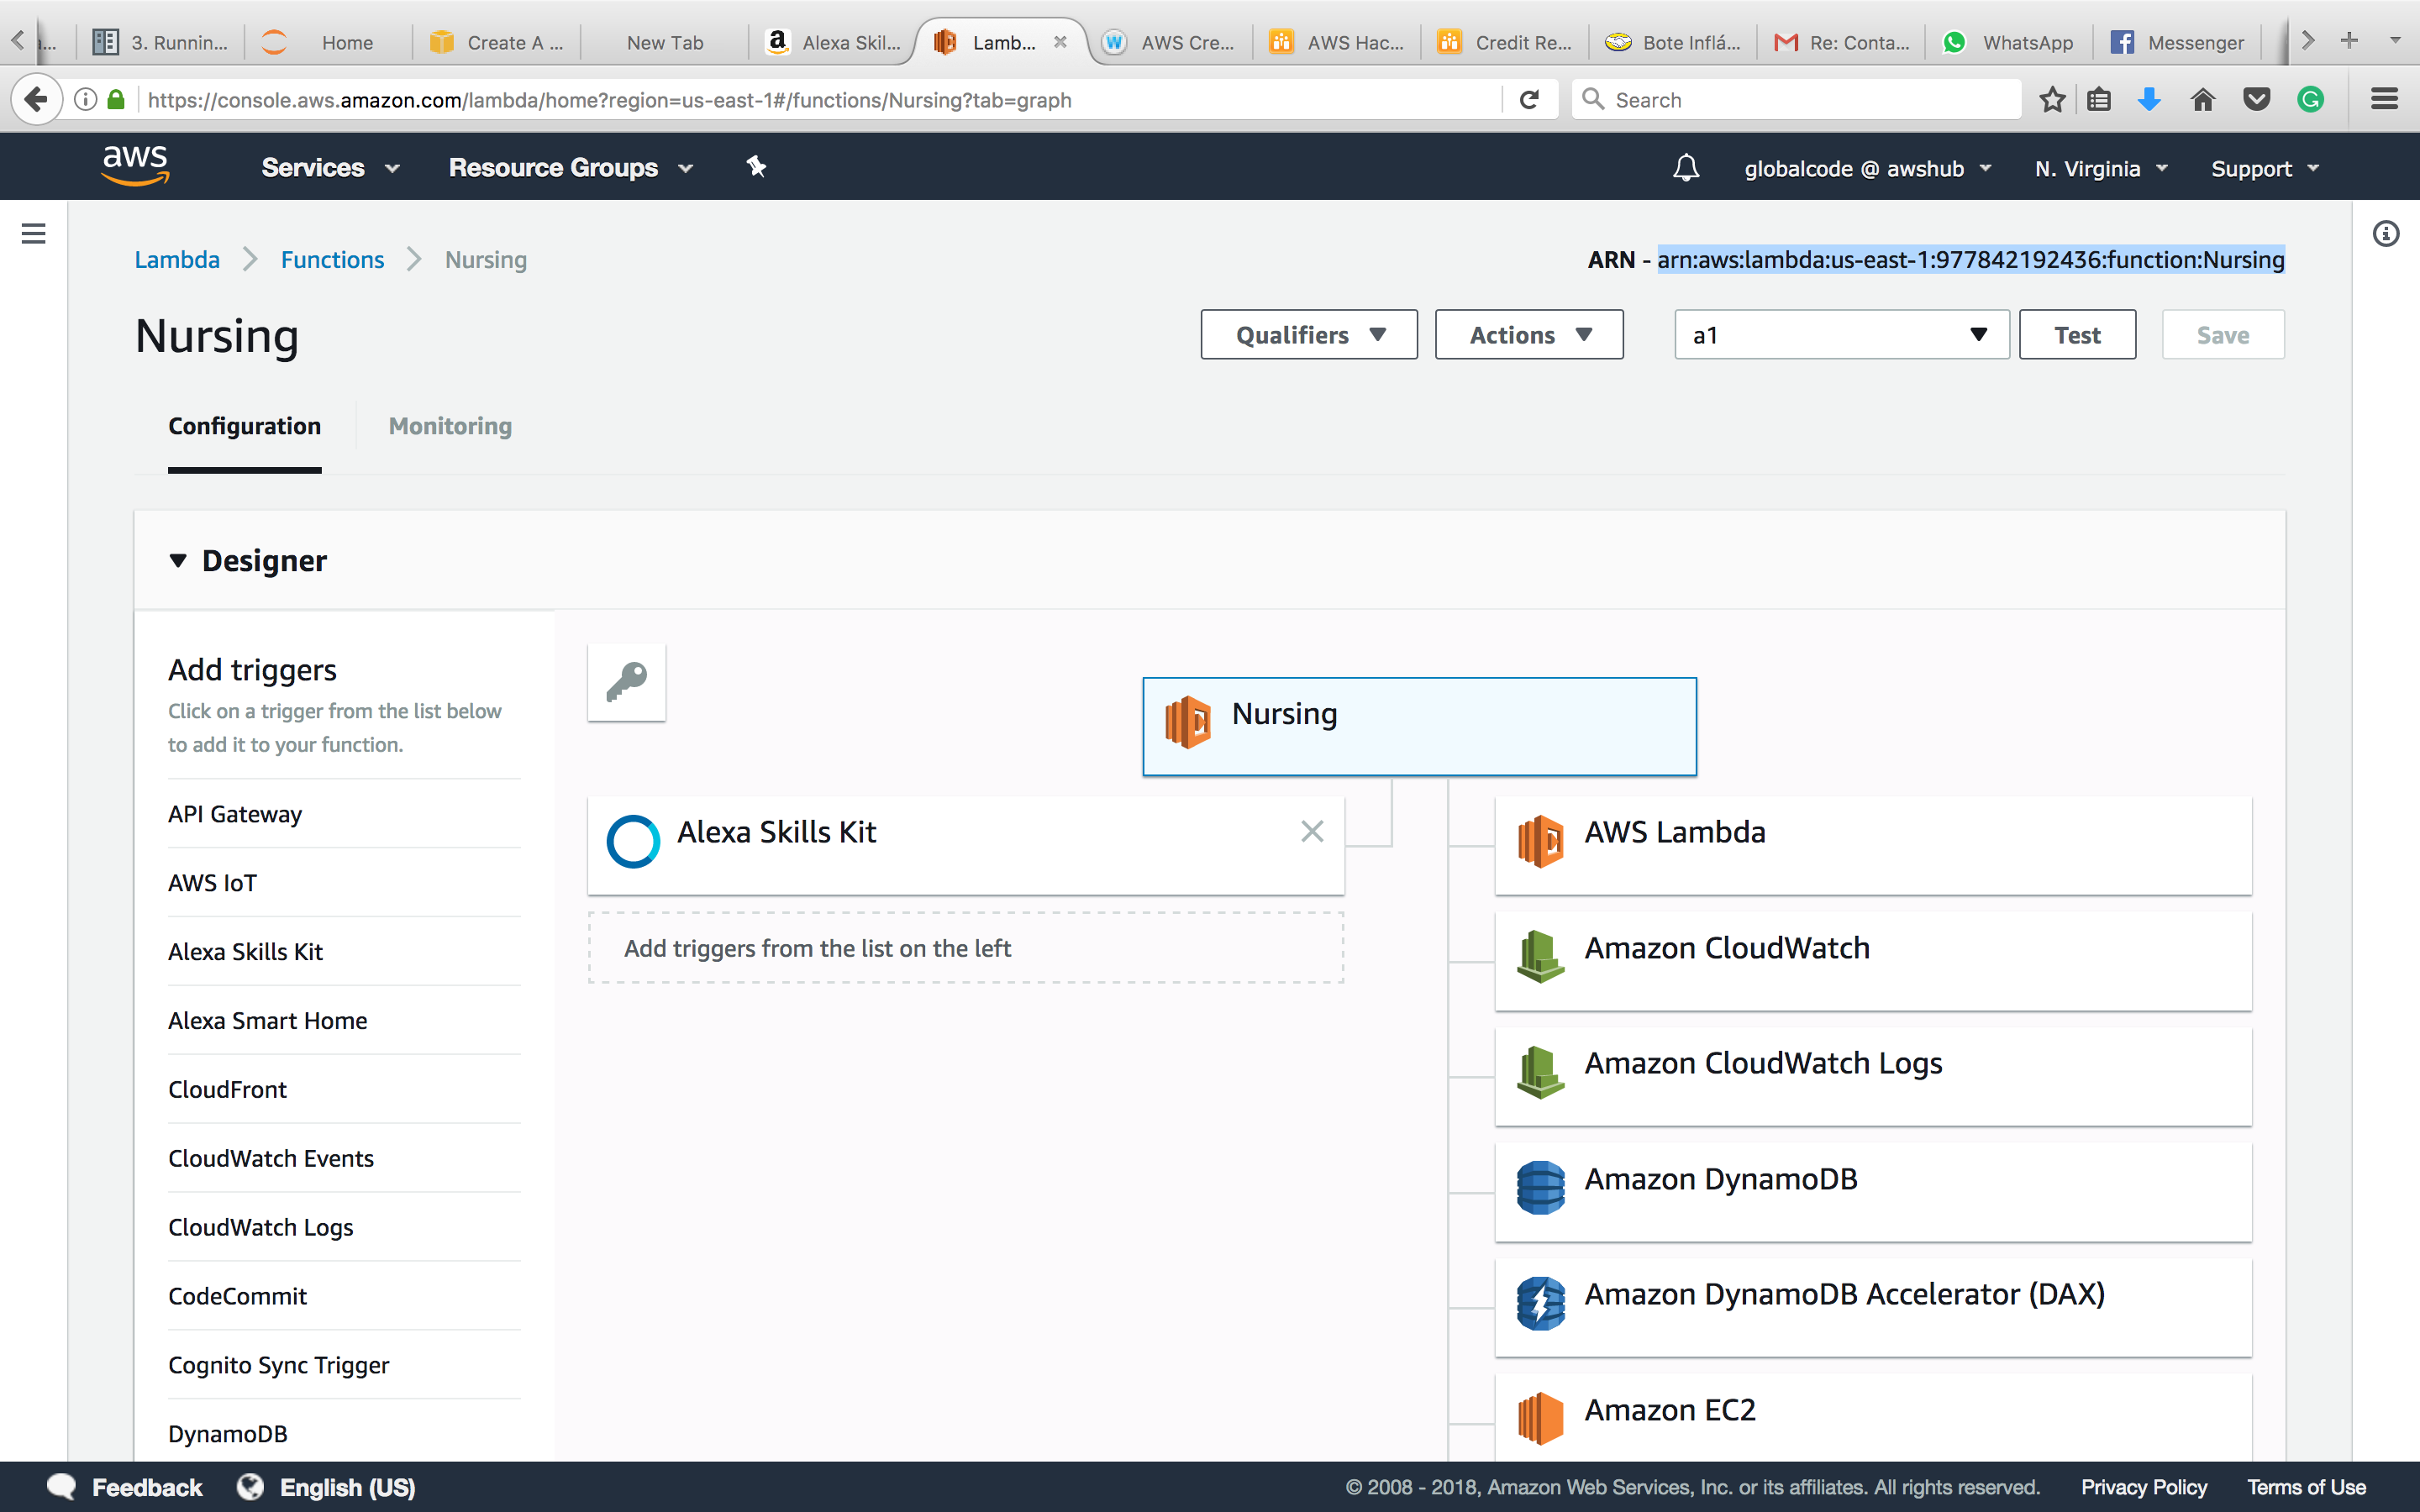 a...
3. Runnin...
Home
Create A ...
New Tab
Alexa Skil...
Lamb...
AWS Cre...
AWS Hac...
Credit Re...
Bote Inflá...
Re: Conta...
WhatsApp
Messenger
https://console.aws.amazon.com/lambda/home?region=us-east-1#/functions/Nursing?tab=graph
Search
aws
Services
Resource Groups
globalcode @ awshub
N. Virginia
Support
Lambda
Functions
Nursing
ARN - arn:aws:lambda:us-east-1:977842192436:function:Nursing
Nursing
Qualifiers
Actions
a1
Test
Save
Configuration
Monitoring
Designer
Add triggers
Click on a trigger from the list below
to add it to your function.
API Gateway
AWS IoT
Alexa Skills Kit
Alexa Smart Home
CloudFront
CloudWatch Events
CloudWatch Logs
CodeCommit
Cognito Sync Trigger
DynamoDB
Nursing
Alexa Skills Kit
Add triggers from the list on the left
AWS Lambda
Amazon CloudWatch
Amazon CloudWatch Logs
Amazon DynamoDB
Amazon DynamoDB Accelerator (DAX)
Amazon EC2
Feedback
English (US)
© 2008 - 2018, Amazon Web Services, Inc. or its affiliates. All rights reserved.
Privacy Policy
Terms of Use